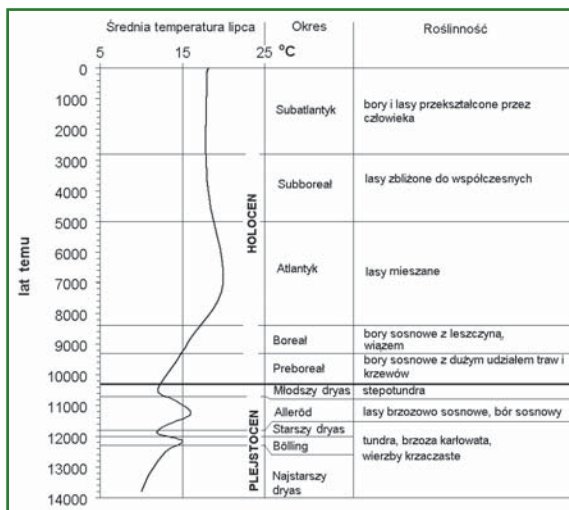 Średnia temperatura lipca
Okres
Roślinność
5
15
25 °C
lat temu
0
1000
2000
3000
4000
5000
6000
7000
8000
9000
10000
11000
12000
13000
14000
HOLOCEN
PLEJSTOCEN
Subatlantyk
bory i lasy przekształcone przez
człowieka
Subboreał
lasy zbliżone do współczesnych
Atlantyk
lasy mieszane
Boreał
bory sosnowe z leszczyna,
wiązem
Preboreał
bory sosnowe z dużym udziałem traw i
krzewów
Młodszy dryas
stepotundra
Alleröd
lasy brzozowo sosnowe, bór sosnowy
Starszy dryas
Bölling
tundra, brzoza karłowata,
wierzby krzaczaste
Najstarszy
dryas